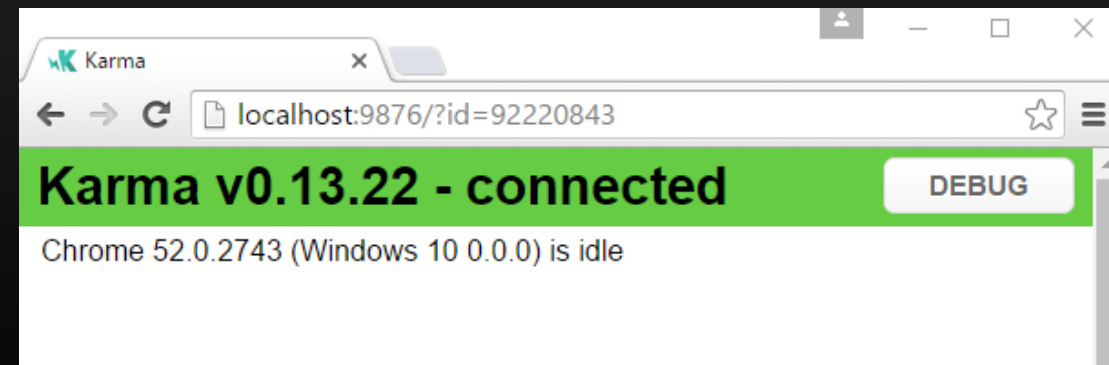 Karma
localhost:9876/?id=92220843
Karma v0.13.22 - connected
DEBUG
Chrome 52.0.2743 (Windows 10 0.0.0) is idle